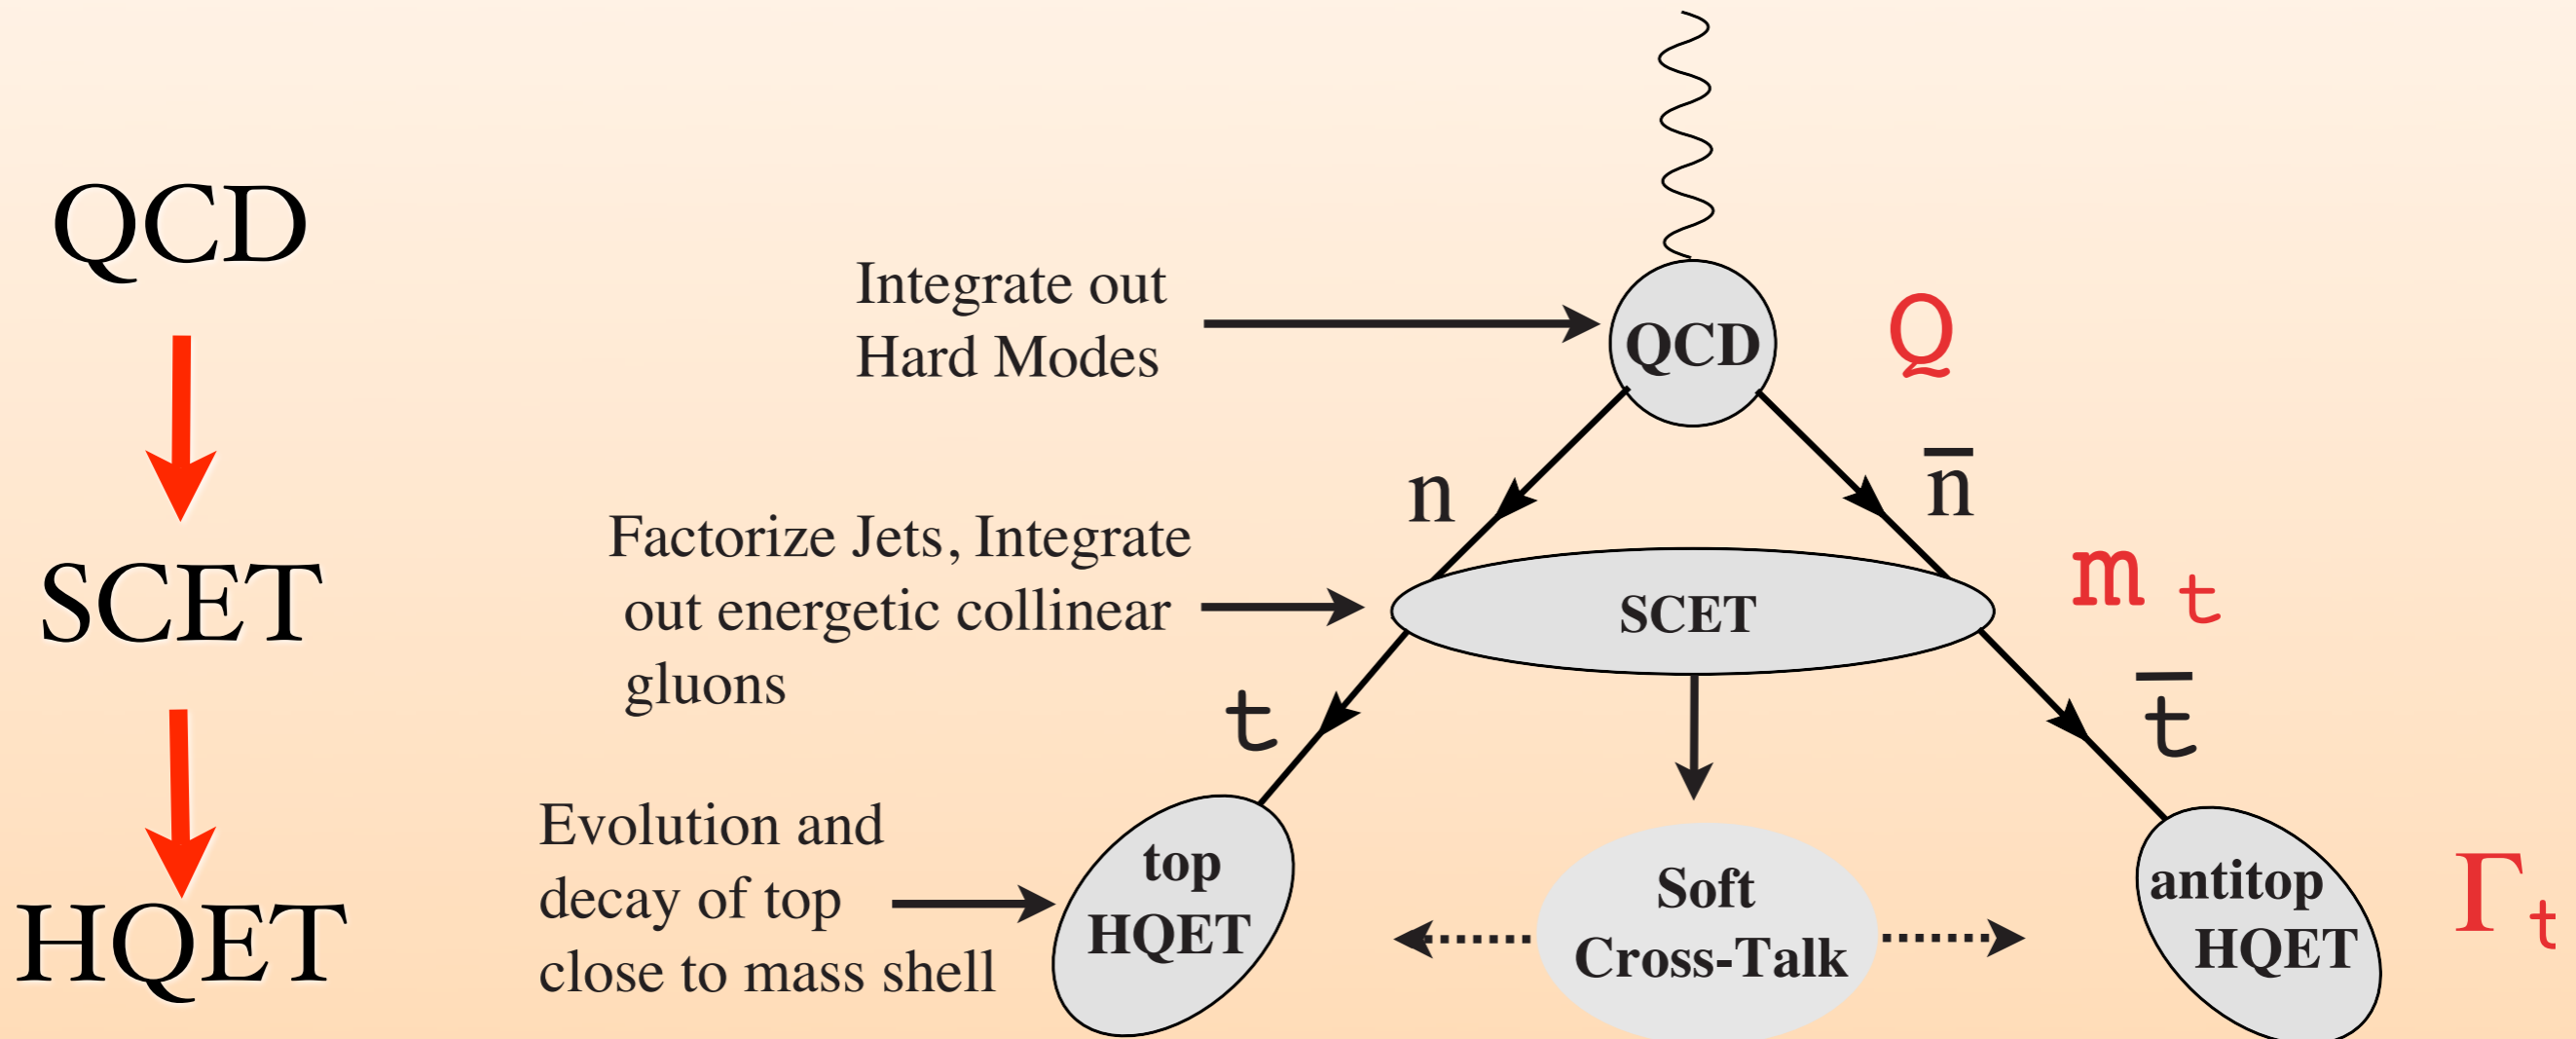 QCD
SCET
HQET
Integrate out
Hard Modes
QCD
Q
n
n̅
Factorize Jets, Integrate
out energetic collinear
gluons
SCET
m t
t
t̅
Evolution and
decay of top
close to mass shell
top
HQET
Soft
Cross-Talk
antitop
HQET
Γt